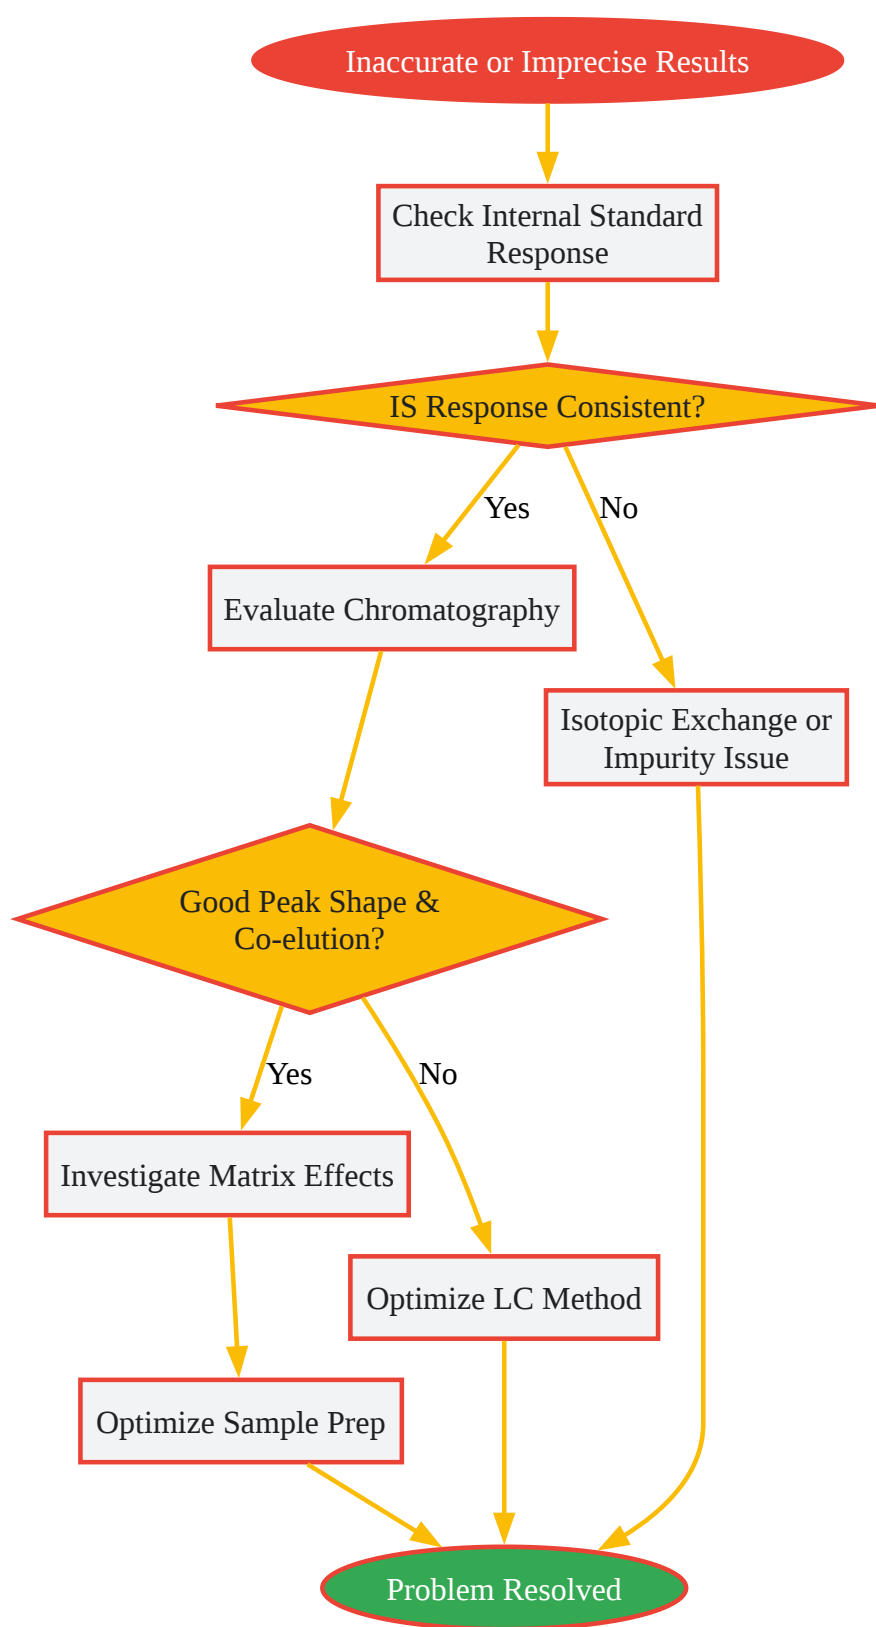 Inaccurate or Imprecise Results
Check Internal Standard
Response
IS Response Consistent?
Yes
No
Evaluate Chromatography
Isotopic Exchange or
Impurity Issue
Good Peak Shape &
Co-elution?
Yes
No
Investigate Matrix Effects
Optimize LC Method
Optimize Sample Prep
Problem Resolved